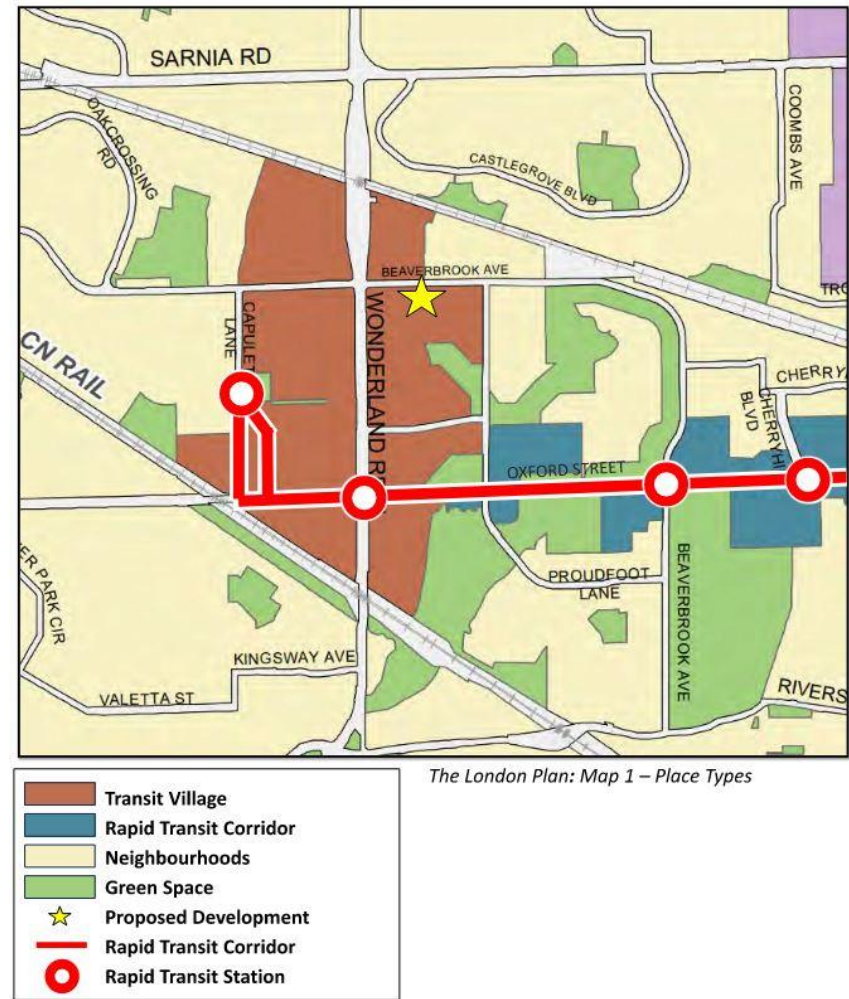 SARNIA RD
OAKCROSSING
RD
COOMBS AVE
CASTLEGROVE BLVD
BEAVERBROOK AVE
CAPULET
LANE
WONDERLAND
CN RAIL
CHERRY
BLVD
OXFORD STREET
PROUDFOOT
LANE
BEAVERBROOK AVE
PARK CIR
KINGSWAY AVE
VALETTA ST
RIVERS
The London Plan: Map 1 – Place Types
Transit Village
Rapid Transit Corridor
Neighbourhoods
Green Space
Proposed Development
Rapid Transit Corridor
Rapid Transit Station